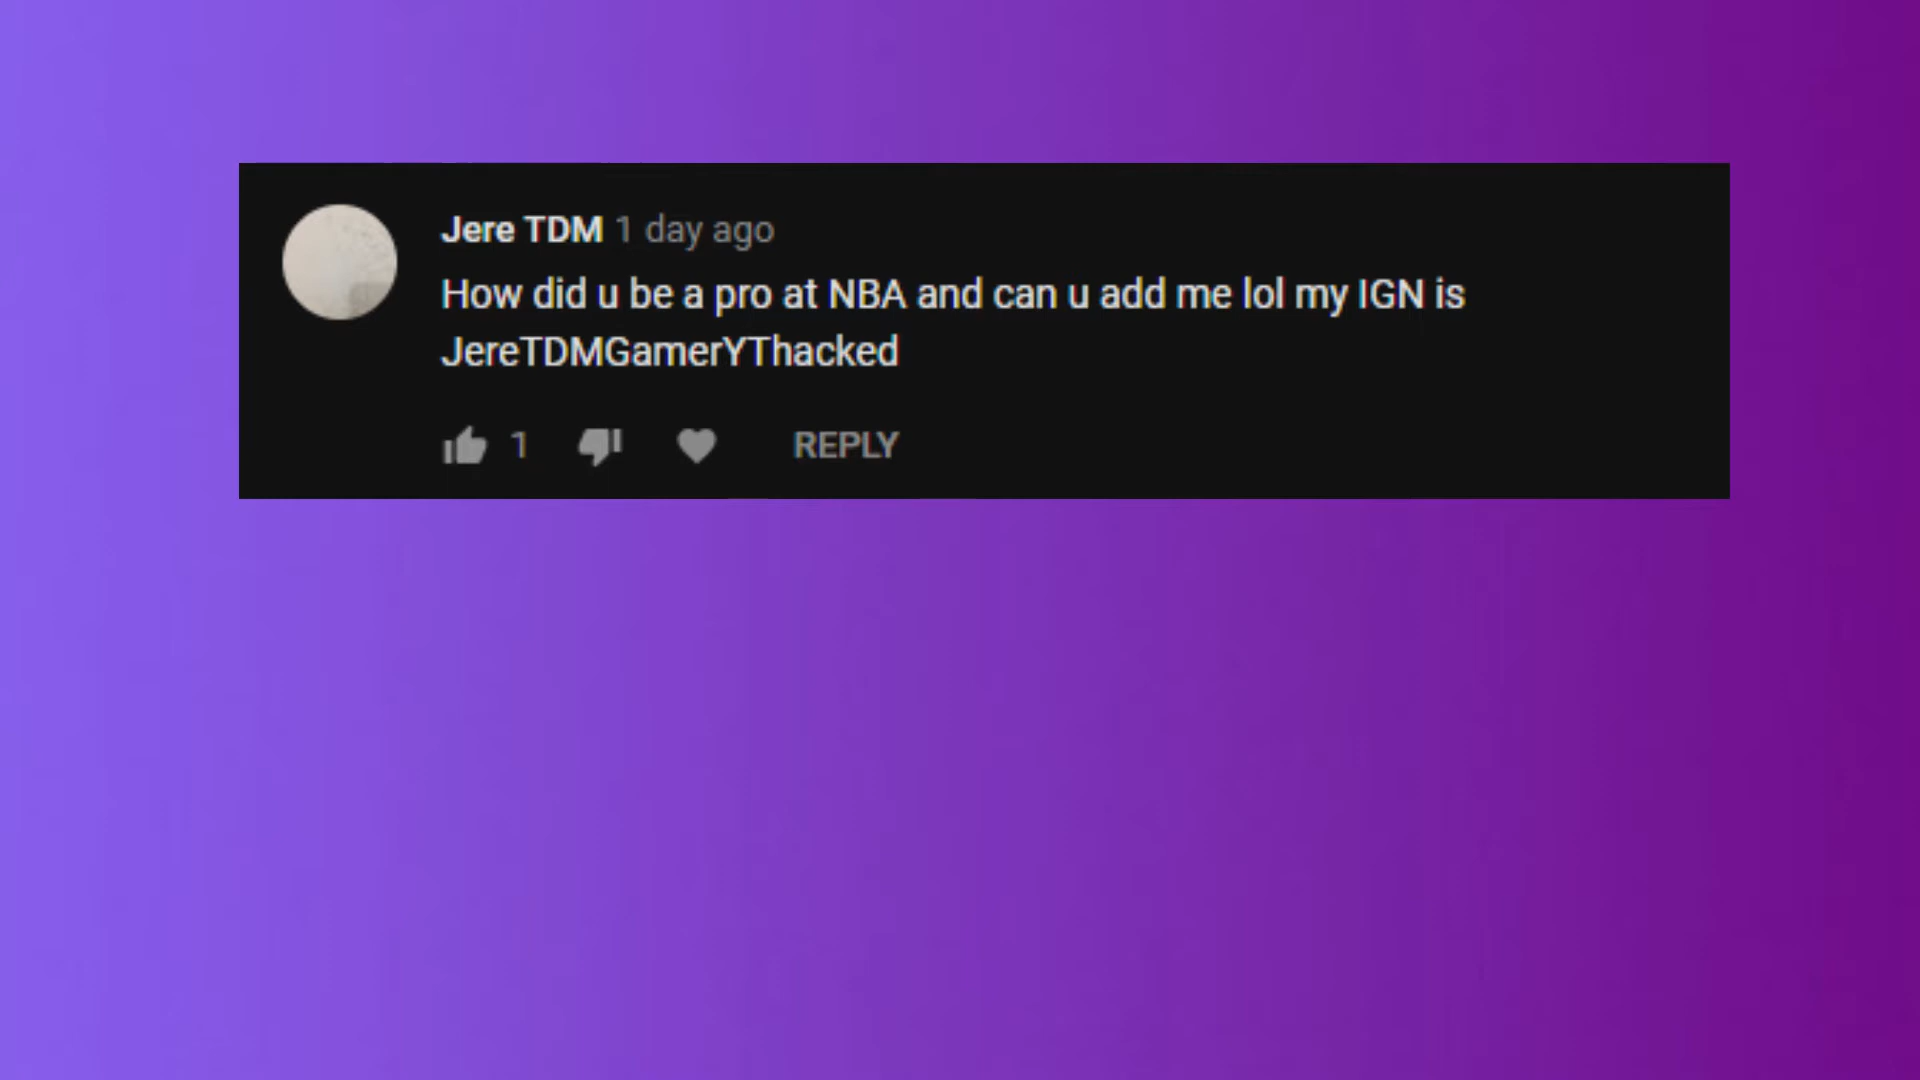 Jere TDM 1 day ago
How did u be a pro at NBA and can u add me lol my IGN is
JereTDMGamerYThacked
1 REPLY